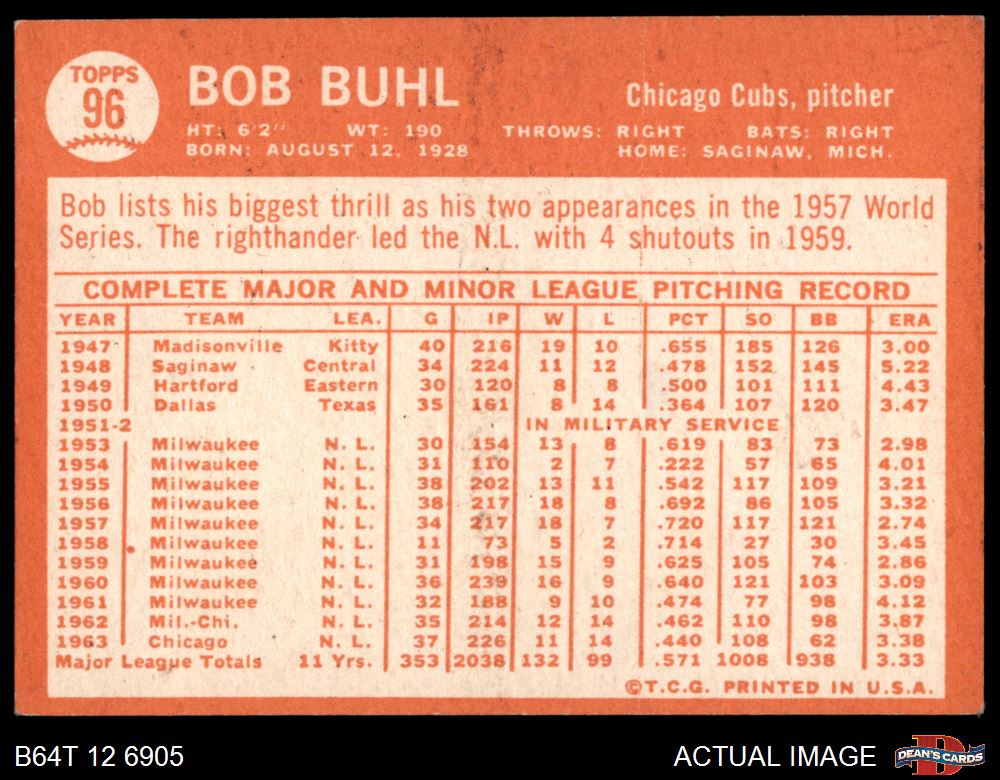 TOPPS
96
BOB BUHL
Chicago Cubs, pitcher
HT: 6'2" WT: 190 THROWS: RIGHT BATS: RIGHT
BORN: AUGUST 12, 1928 HOME: SAGINAW, MICH.
Bob lists his biggest thrill as his two appearances in the 1957 World
Series. The righthander led the N.L. with 4 shutouts in 1959.
COMPLETE MAJOR AND MINOR LEAGUE PITCHING RECORD
YEAR TEAM LEA. G IP W L PCT SO BB ERA
1947 Madisonville Kitty 40 216 19 10 .655 185 126 3.00
1948 Saginaw Central 34 224 11 12 .478 152 145 5.22
1949 Hartford Eastern 30 120 8 8 .500 101 111 4.43
1950 Dallas Texas 35 161 8 14 .364 107 120 3.47
1951-2 IN MILITARY SERVICE
1953 Milwaukee N. L. 30 154 13 8 .619 83 73 2.98
1954 Milwaukee N. L. 31 110 2 7 .222 57 65 4.01
1955 Milwaukee N. L. 38 202 13 11 .542 117 109 3.21
1956 Milwaukee N. L. 38 217 18 8 .692 86 105 3.32
1957 Milwaukee N. L. 34 217 18 7 .720 117 121 2.74
1958 Milwaukee N. L. 11 73 5 2 .714 27 30 3.45
1959 Milwaukee N. L. 31 198 15 9 .625 105 74 2.86
1960 Milwaukee N. L. 36 239 16 9 .640 121 103 3.09
1961 Milwaukee N. L. 32 188 9 10 .474 77 98 4.12
1962 Mil.-Chi. N. L. 35 214 12 14 .462 110 98 3.87
1963 Chicago N. L. 37 226 11 14 .440 108 62 3.38
Major League Totals 11 Yrs. 353 2038 132 99 .571 1008 938 3.33
©T.C.G. PRINTED IN U.S.A.
B64T 12 6905
ACTUAL IMAGE
D
DEAN'S CARDS